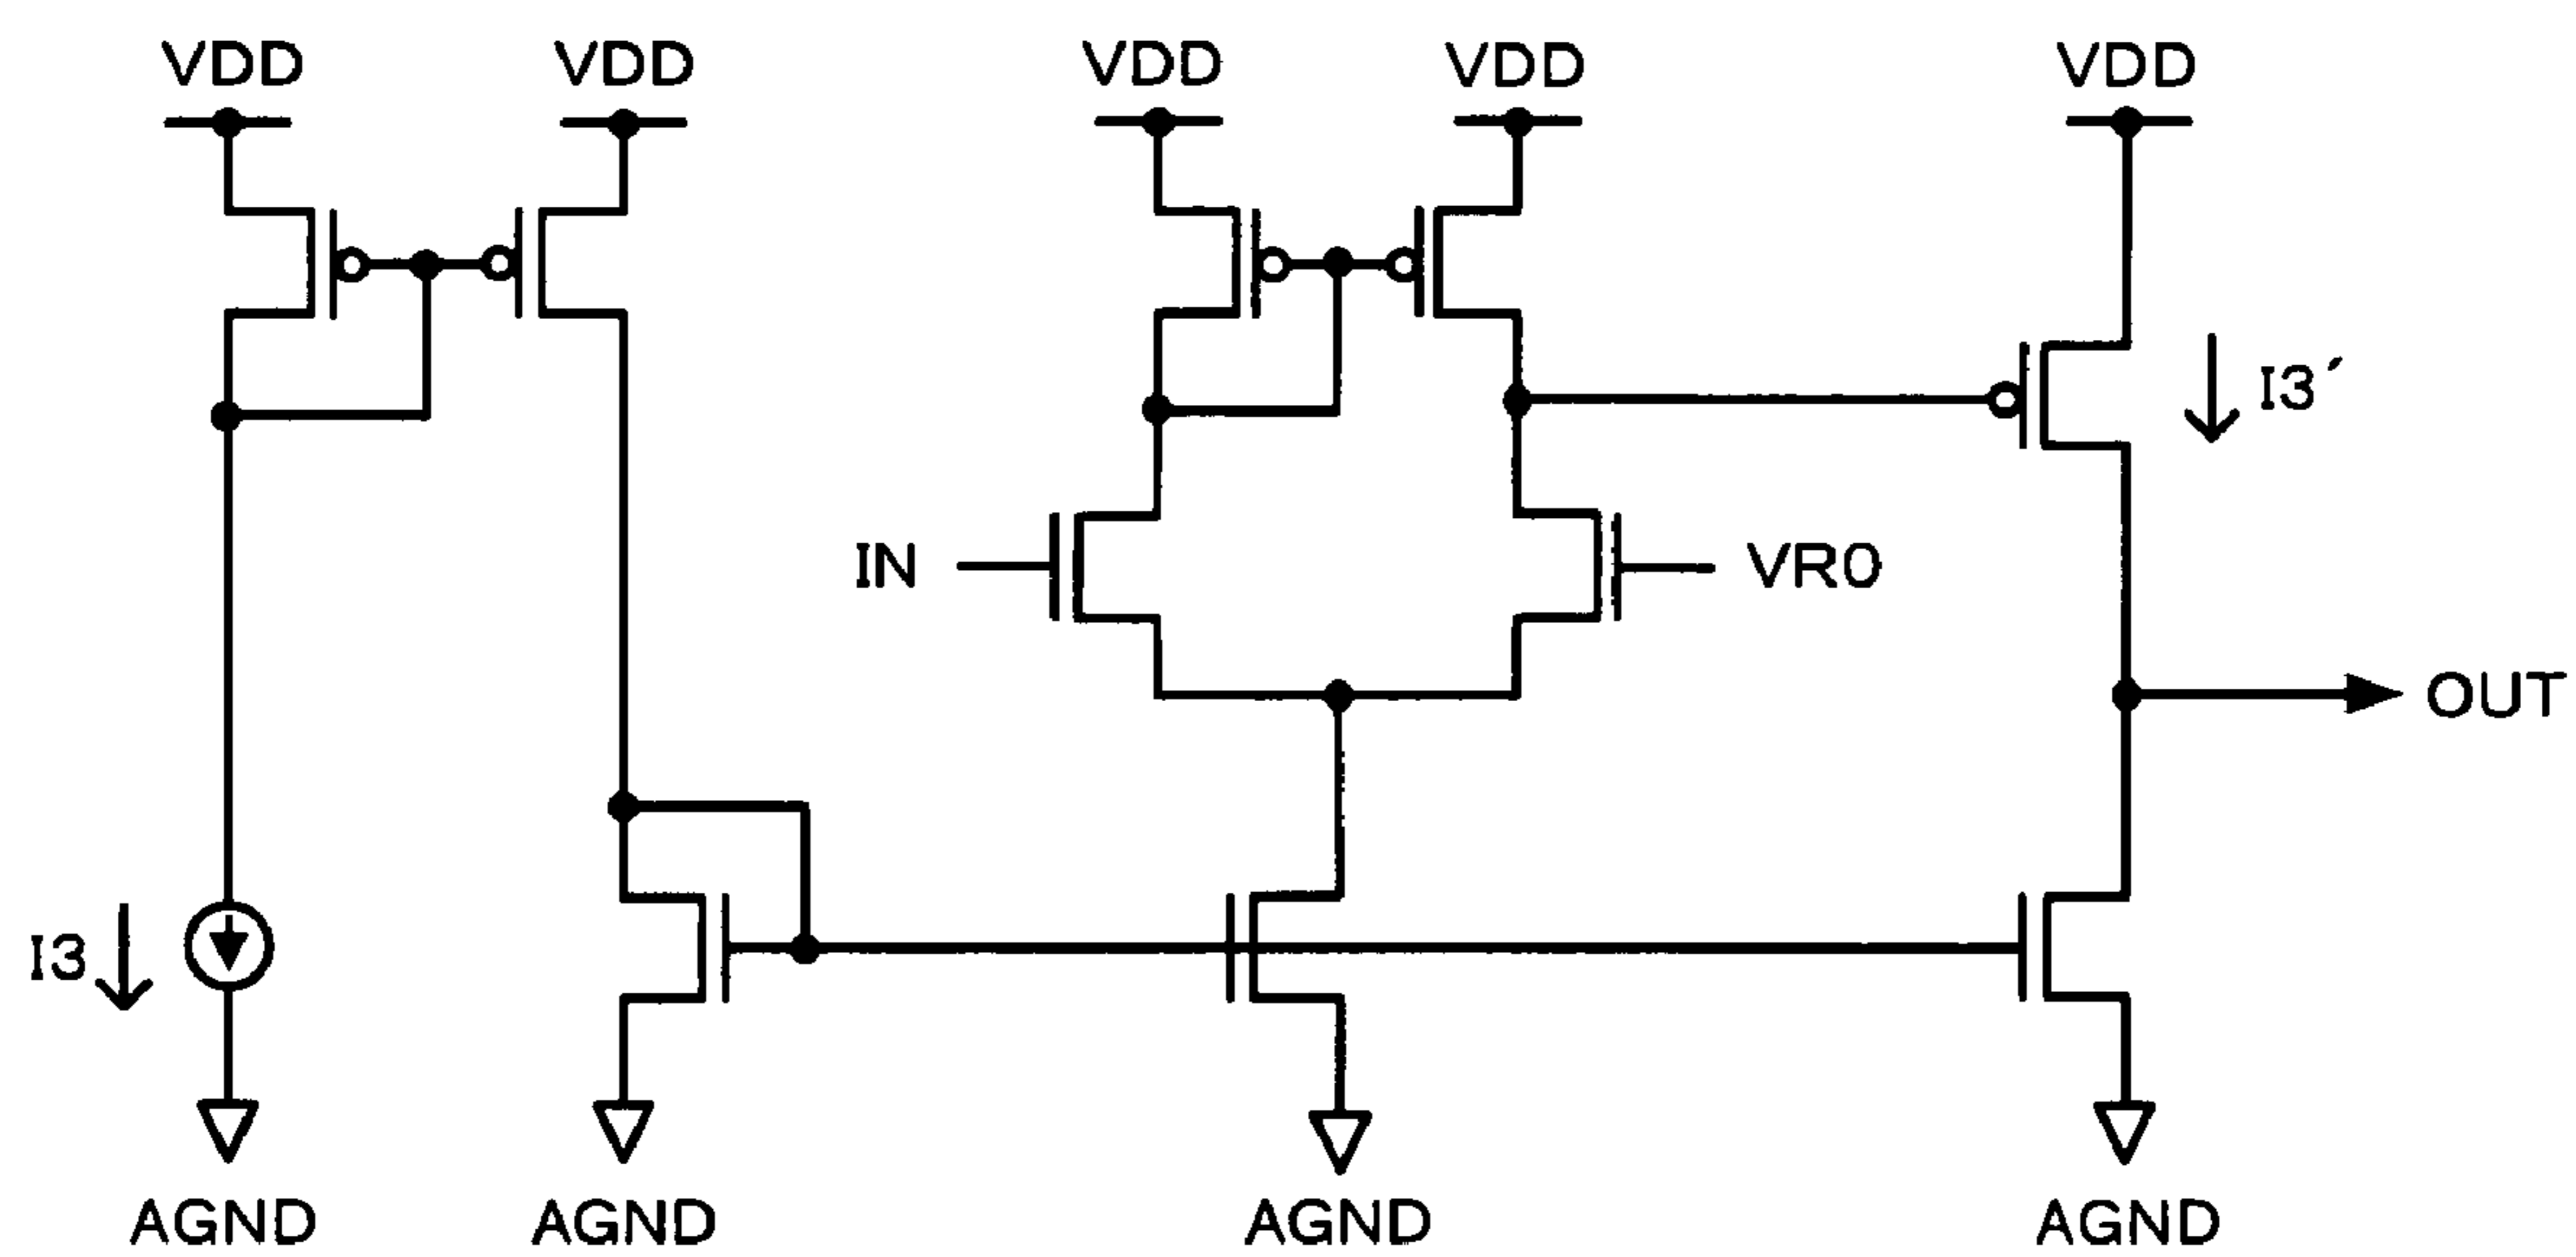 VDD
VDD
VDD
VDD
VDD
I3´
IN
VR0
OUT
I3
AGND
AGND
AGND
AGND